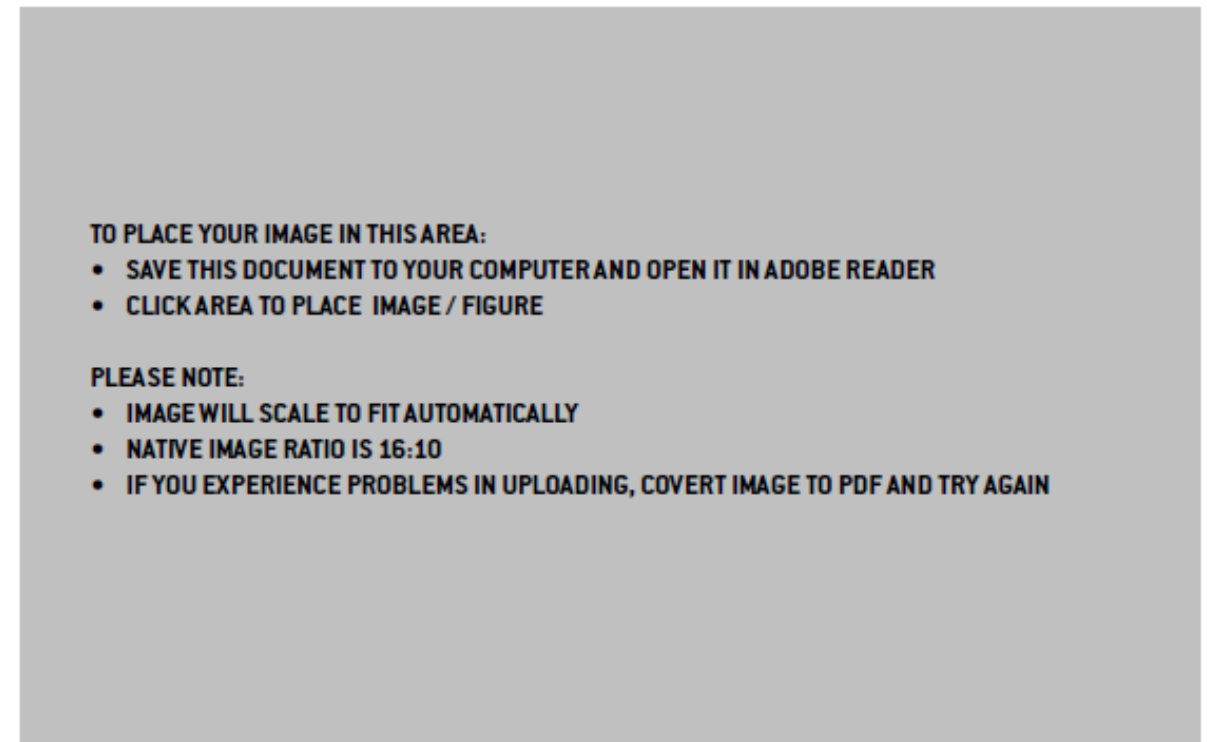 TO PLACE YOUR IMAGE IN THIS AREA:
• SAVE THIS DOCUMENT TO YOUR COMPUTER AND OPEN IT IN ADOBE READER
• CLICK AREA TO PLACE IMAGE / FIGURE
PLEASE NOTE:
• IMAGE WILL SCALE TO FIT AUTOMATICALLY
• NATIVE IMAGE RATIO IS 16:10
• IF YOU EXPERIENCE PROBLEMS IN UPLOADING, COVERT IMAGE TO PDF AND TRY AGAIN